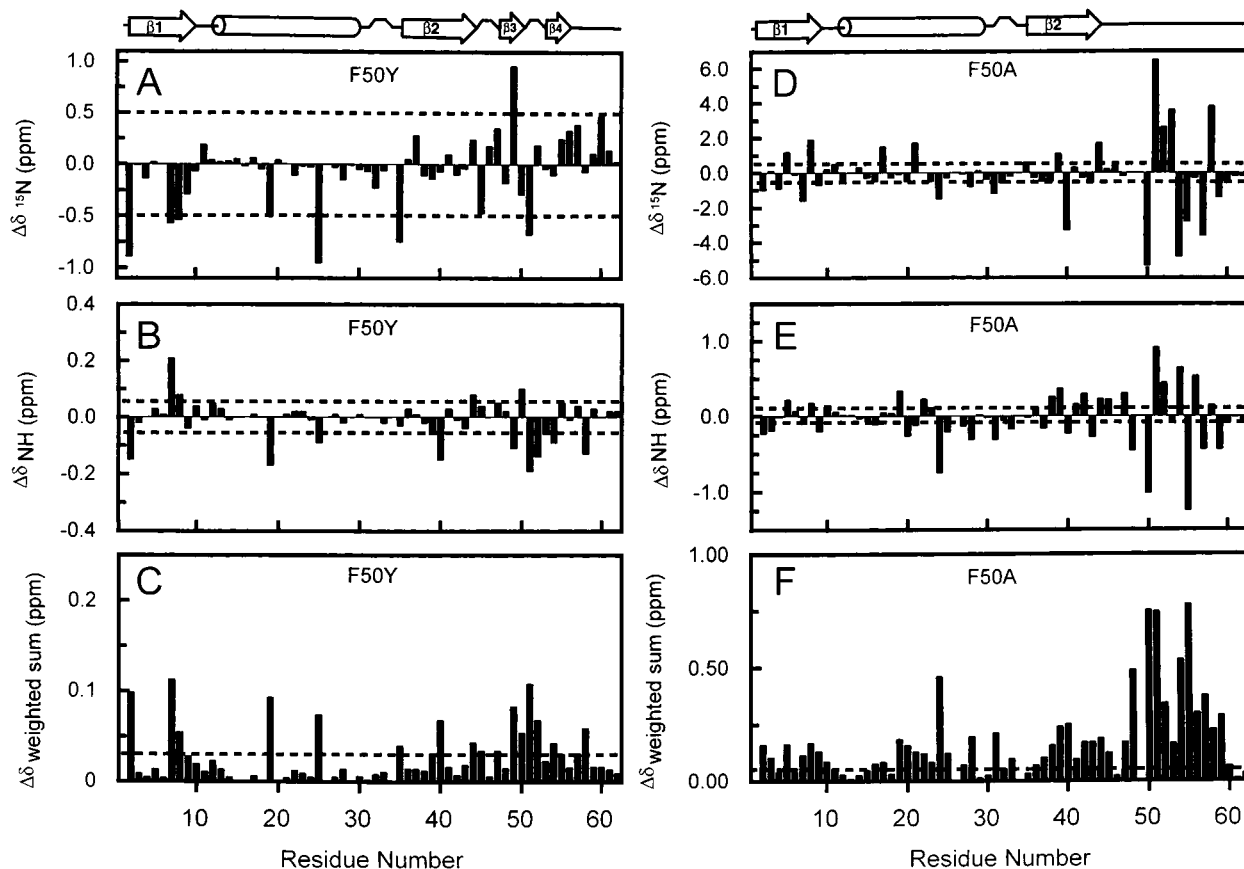 β1 β2 β3 β4
β1 β2
A F50Y
1.0
0.5
0.0
-0.5
-1.0
Δδ ¹⁵N (ppm)
D F50A
6.0
4.0
2.0
0.0
-2.0
-4.0
-6.0
Δδ ¹⁵N (ppm)
B F50Y
0.4
0.2
0.0
-0.2
-0.4
Δδ NH (ppm)
E F50A
1.0
0.0
-1.0
Δδ NH (ppm)
C F50Y
0.2
0.1
0
Δδ weighted sum (ppm)
10 20 30 40 50 60
Residue Number
F F50A
1.00
0.50
0.00
Δδ weighted sum (ppm)
10 20 30 40 50 60
Residue Number